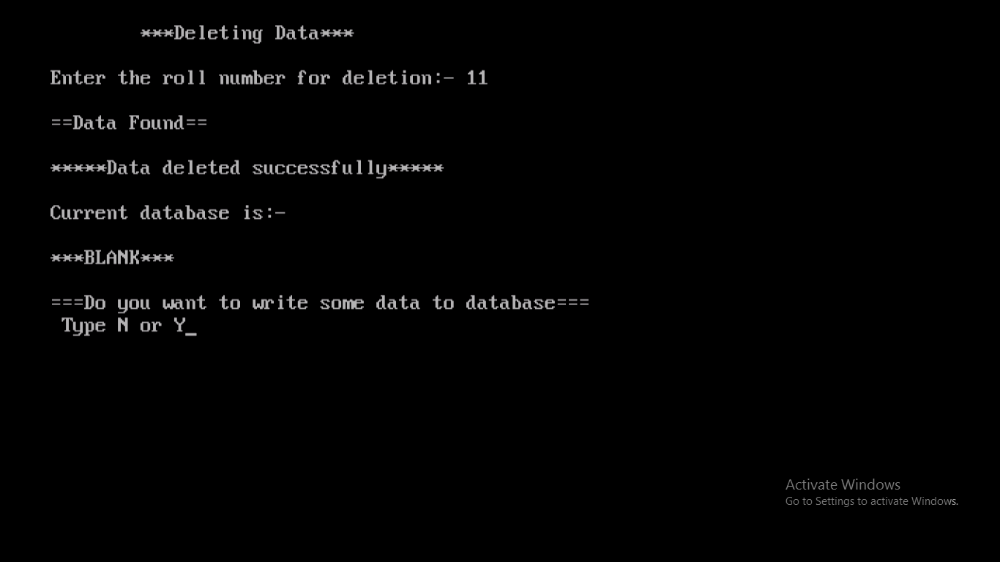 ***Deleting Data***
Enter the roll number for deletion:- 11
==Data Found==
*****Data deleted successfully*****
Current database is:-
***BLANK***
===Do you want to write some data to database===
Type N or Y_
Activate Windows
Go to Settings to activate Windows.